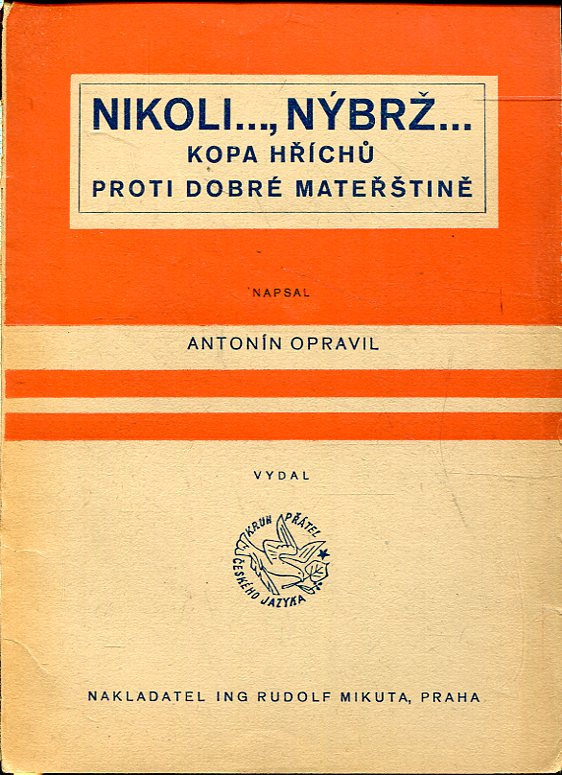 NIKOLI..., NÝBRŽ...
KOPA HŘÍCHŮ
PROTI DOBRÉ MATEŘŠTINĚ
NAPSAL
ANTONÍN OPRAVIL
VYDAL
KRUH PŘÁTEL
ČESKÉHO JAZYKA
NAKLADATEL ING RUDOLF MIKUTA, PRAHA